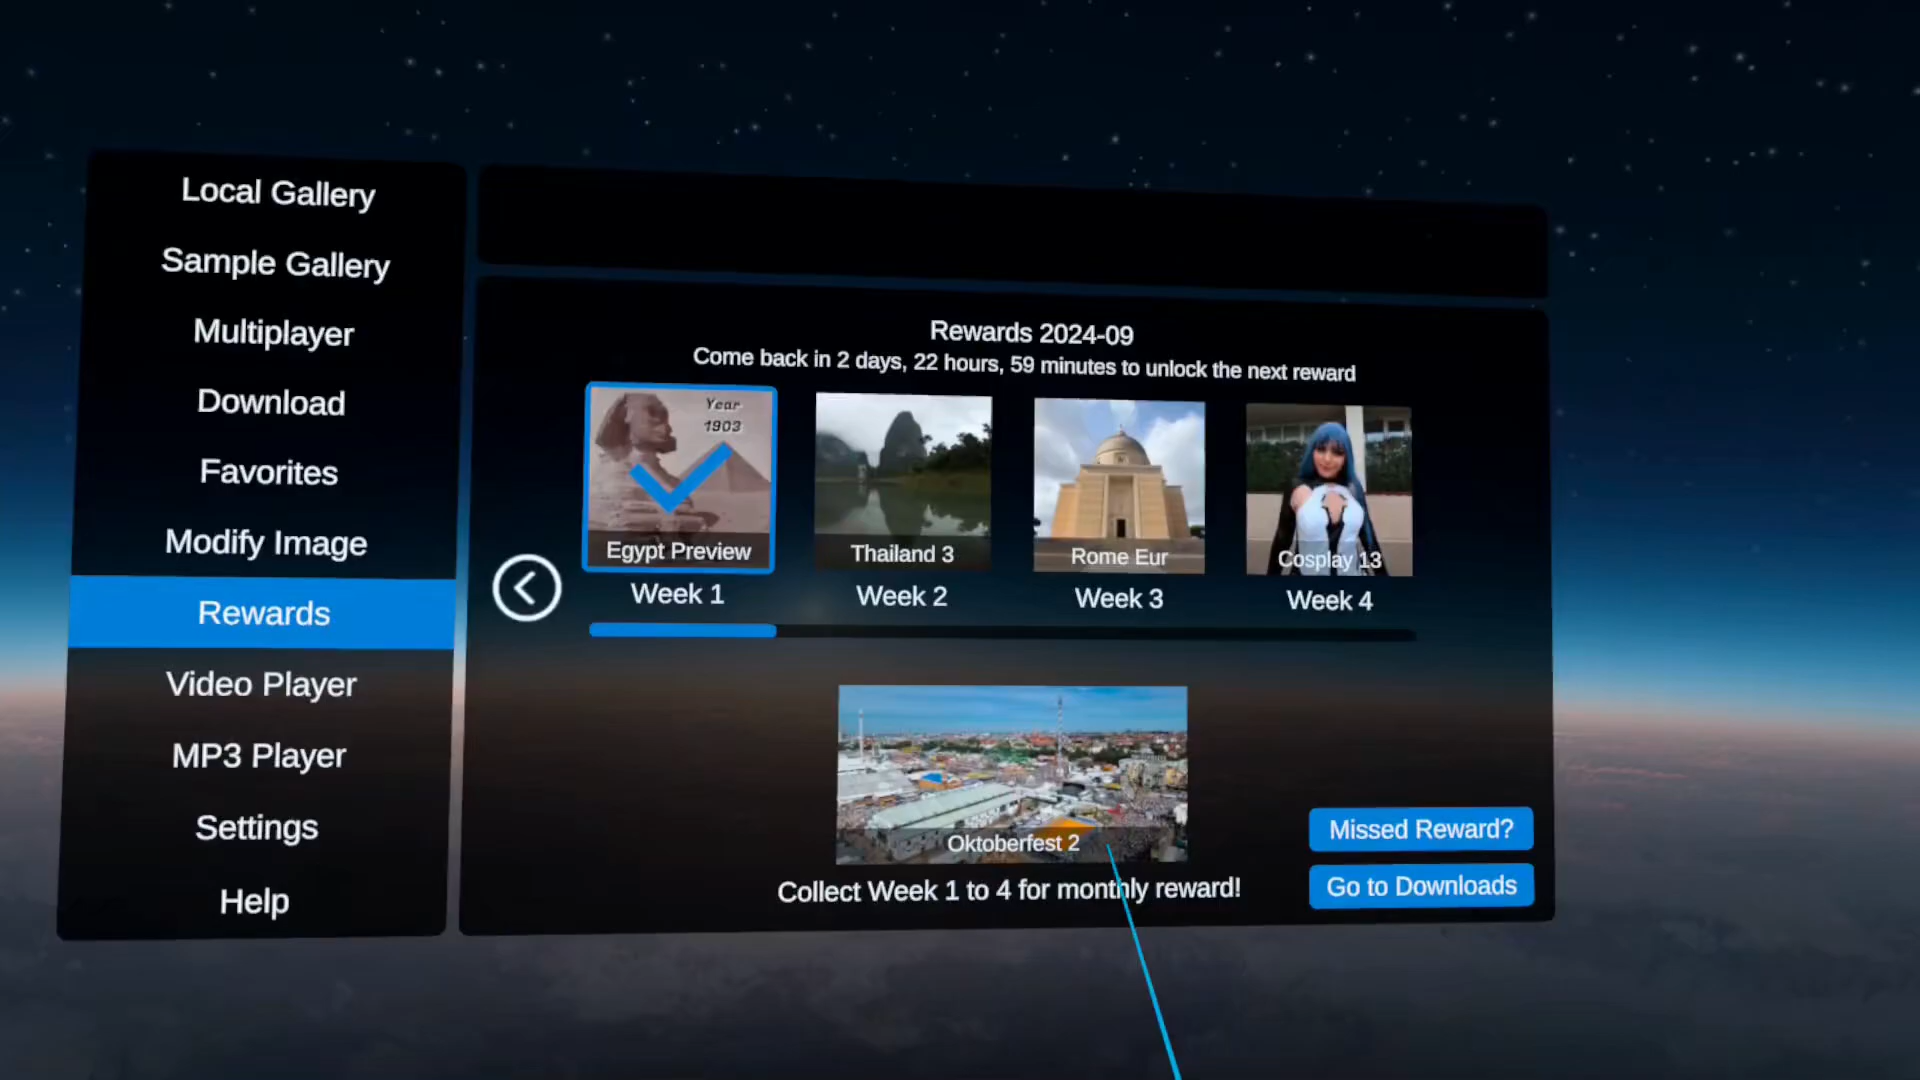 Local Gallery
Sample Gallery
Multiplayer
Download
Favorites
Modify Image
Rewards
Video Player
MP3 Player
Settings
Help
Rewards 2024-09
Come back in 2 days, 22 hours, 59 minutes to unlock the next reward
Year
1903
Egypt Preview
Thailand 3
Rome Eur
Cosplay 13
Week 1
Week 2
Week 3
Week 4
Oktoberfest 2
Collect Week 1 to 4 for monthly reward!
Missed Reward?
Go to Downloads